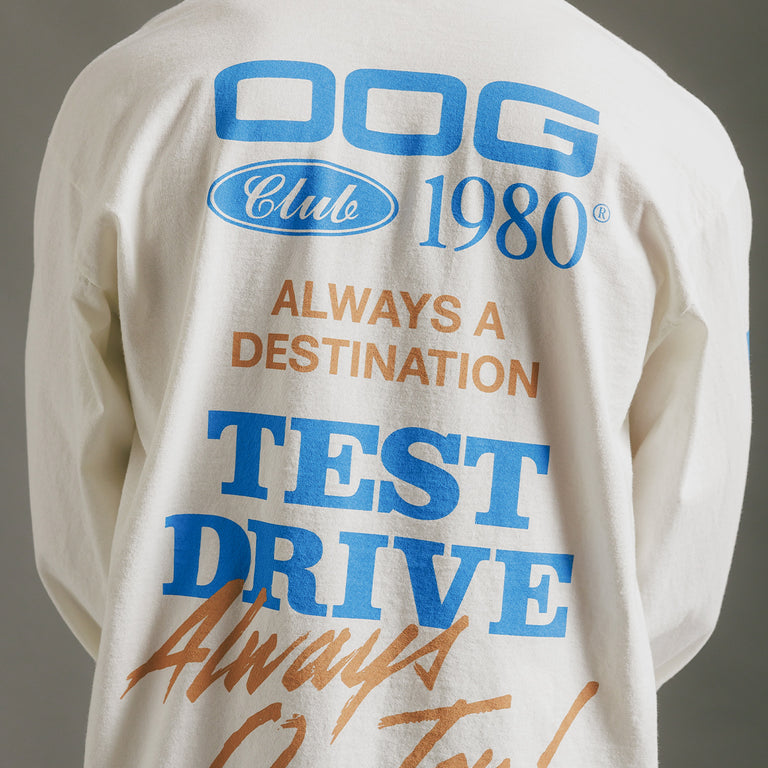 OOG
Club 1980®
ALWAYS A
DESTINATION
TEST
DRIVE
Always